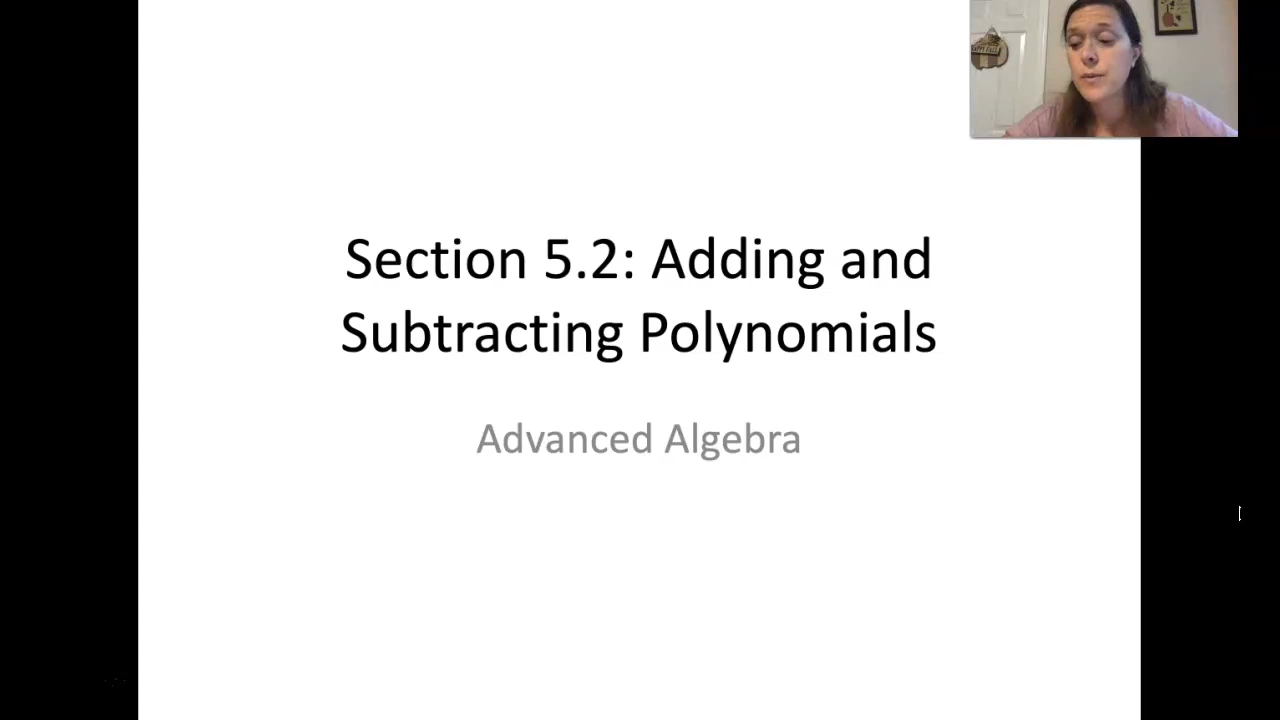 Section 5.2: Adding and
Subtracting Polynomials
Advanced Algebra